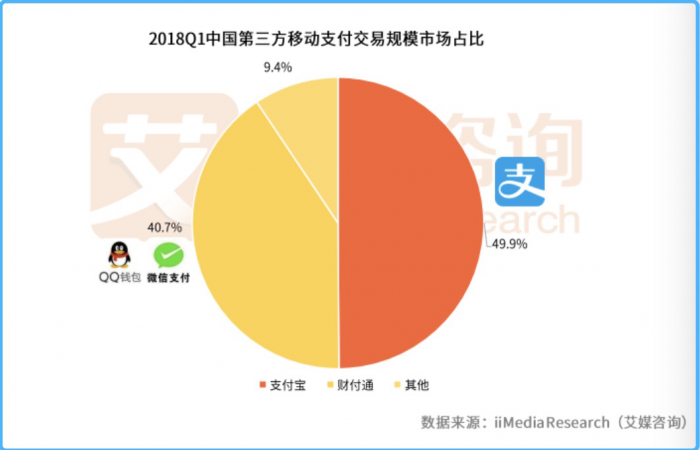 2018Q1中国第三方移动支付交易规模市场占比
9.4%
艾 咨询
支
search
40.7%
49.9%
QQ钱包 微信支付
支付宝 财付通 其他
数据来源：iiMediaResearch（艾媒咨询）